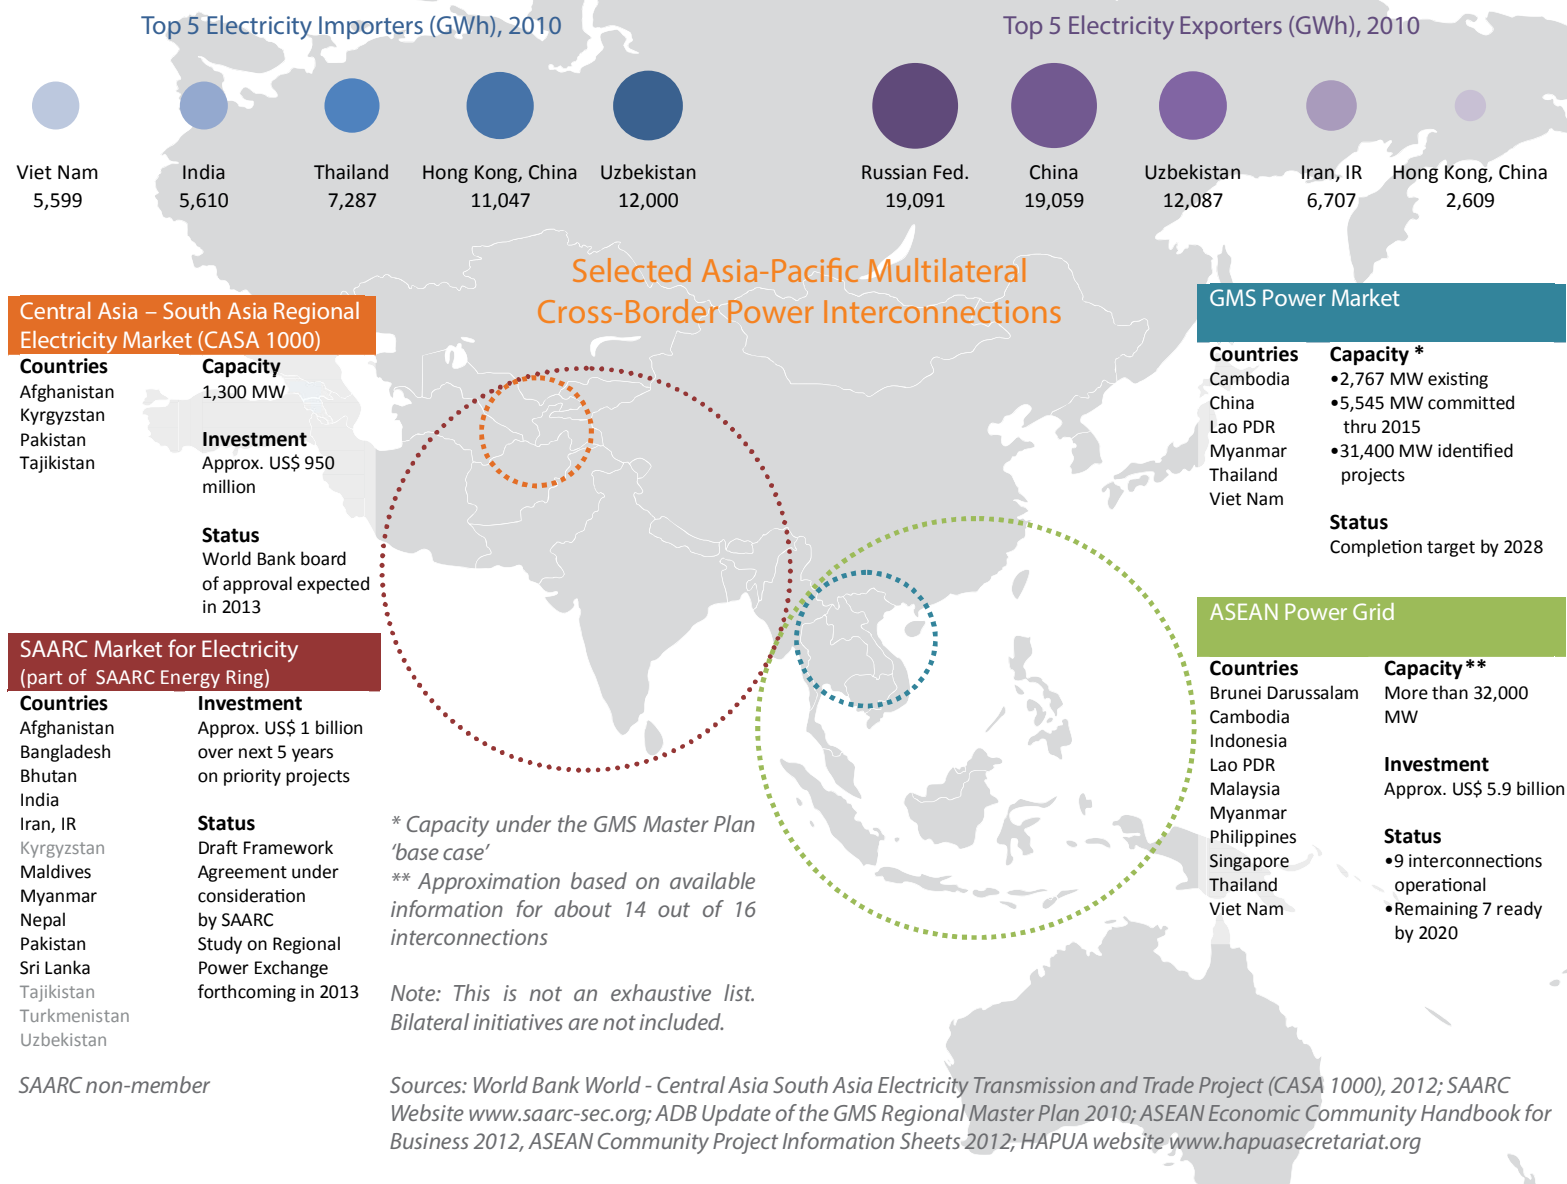 Top 5 Electricity Importers (GWh), 2010
Top 5 Electricity Exporters (GWh), 2010
Viet Nam
5,599
India
5,610
Thailand
7,287
Hong Kong, China
11,047
Uzbekistan
12,000
Russian Fed.
19,091
China
19,059
Uzbekistan
12,087
Iran, IR
6,707
Hong Kong, China
2,609
Selected Asia-Pacific Multilateral
Cross-Border Power Interconnections
Central Asia – South Asia Regional
Electricity Market (CASA 1000)
Countries
Afghanistan
Kyrgyzstan
Pakistan
Tajikistan
Capacity
1,300 MW
Investment
Approx. US$ 950
million
Status
World Bank board
of approval expected
in 2013
SAARC Market for Electricity
(part of SAARC Energy Ring)
Countries
Afghanistan
Bangladesh
Bhutan
India
Iran, IR
Kyrgyzstan
Maldives
Myanmar
Nepal
Pakistan
Sri Lanka
Tajikistan
Turkmenistan
Uzbekistan
Investment
Approx. US$ 1 billion
over next 5 years
on priority projects
Status
Draft Framework
Agreement under
consideration
by SAARC
Study on Regional
Power Exchange
forthcoming in 2013
SAARC non-member
GMS Power Market
Countries
Cambodia
China
Lao PDR
Myanmar
Thailand
Viet Nam
Capacity *
•2,767 MW existing
•5,545 MW committed
thru 2015
•31,400 MW identified
projects
Status
Completion target by 2028
ASEAN Power Grid
Countries
Brunei Darussalam
Cambodia
Indonesia
Lao PDR
Malaysia
Myanmar
Philippines
Singapore
Thailand
Viet Nam
Capacity**
More than 32,000
MW
Investment
Approx. US$ 5.9 billion
Status
•9 interconnections
operational
•Remaining 7 ready
by 2020
* Capacity under the GMS Master Plan
‘base case’
** Approximation based on available
information for about 14 out of 16
interconnections
Note: This is not an exhaustive list.
Bilateral initiatives are not included.
Sources: World Bank World - Central Asia South Asia Electricity Transmission and Trade Project (CASA 1000), 2012; SAARC
Website www.saarc-sec.org; ADB Update of the GMS Regional Master Plan 2010; ASEAN Economic Community Handbook for
Business 2012, ASEAN Community Project Information Sheets 2012; HAPUA website www.hapuasecretariat.org